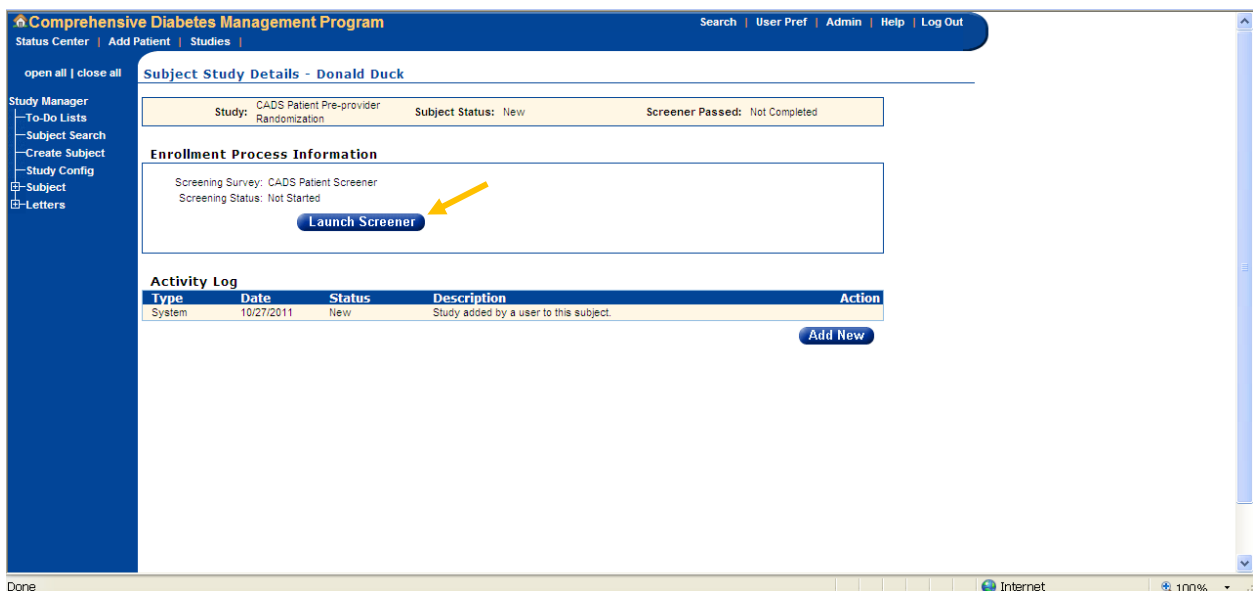 Comprehensive Diabetes Management Program
Search | User Pref | Admin | Help | Log Out
Status Center | Add Patient | Studies |
open all | close all
Subject Study Details - Donald Duck
Study Manager
To-Do Lists
Subject Search
Create Subject
Study Config
Subject
Letters
Study: CADS Patient Pre-provider
Randomization
Subject Status: New
Screener Passed: Not Completed
Enrollment Process Information
Screening Survey: CADS Patient Screener
Screening Status: Not Started
Launch Screener
Activity Log
Type Date Status Description Action
System 10/27/2011 New Study added by a user to this subject.
Add New
Done Internet 100%